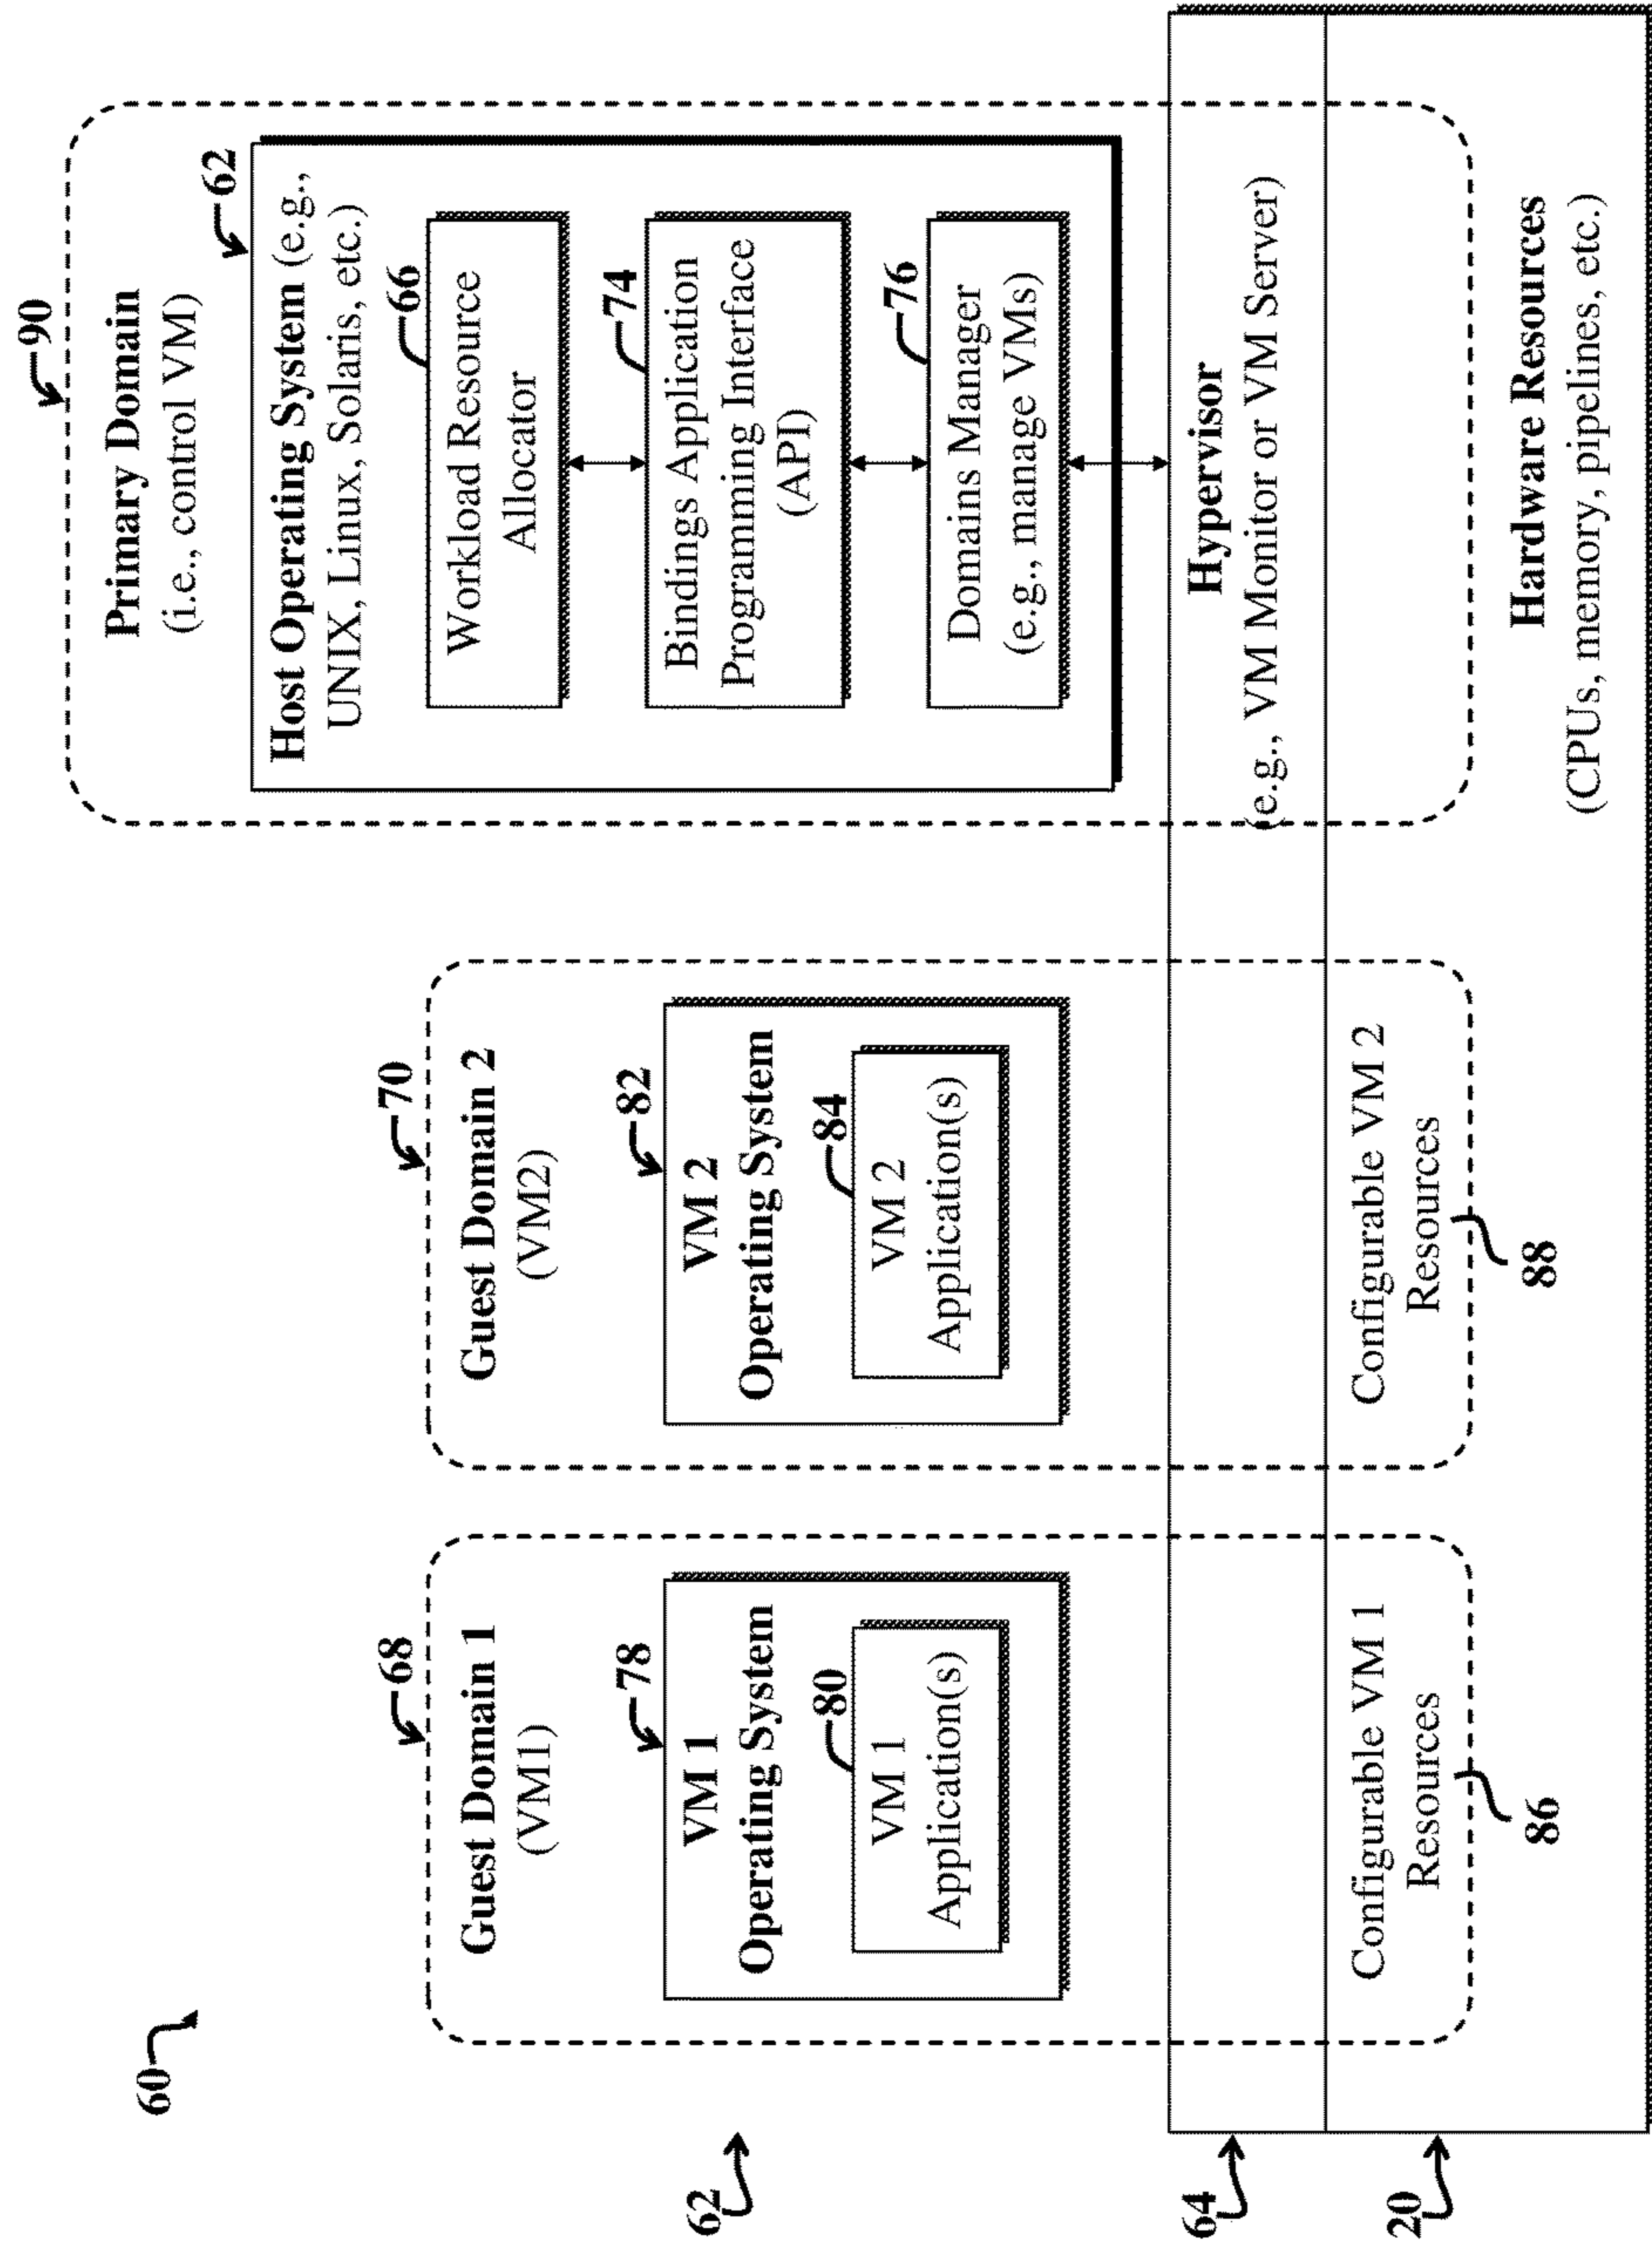 60
90
Primary Domain
(i.e., control VM)
62
Host Operating System (e.g.,
UNIX, Linux, Solaris, etc.)
66
Workload Resource
Allocator
74
Bindings Application
Programming Interface
(API)
76
Domains Manager
(e.g., manage VMs)
68
Guest Domain 1
(VM1)
78
VM 1
Operating System
80
VM 1
Application(s)
70
Guest Domain 2
(VM2)
82
VM 2
Operating System
84
VM 2
Application(s)
62
64
Hypervisor
(e.g., VM Monitor or VM Server)
20
Configurable VM 1
Resources
86
Configurable VM 2
Resources
88
Hardware Resources
(CPUs, memory, pipelines, etc.)